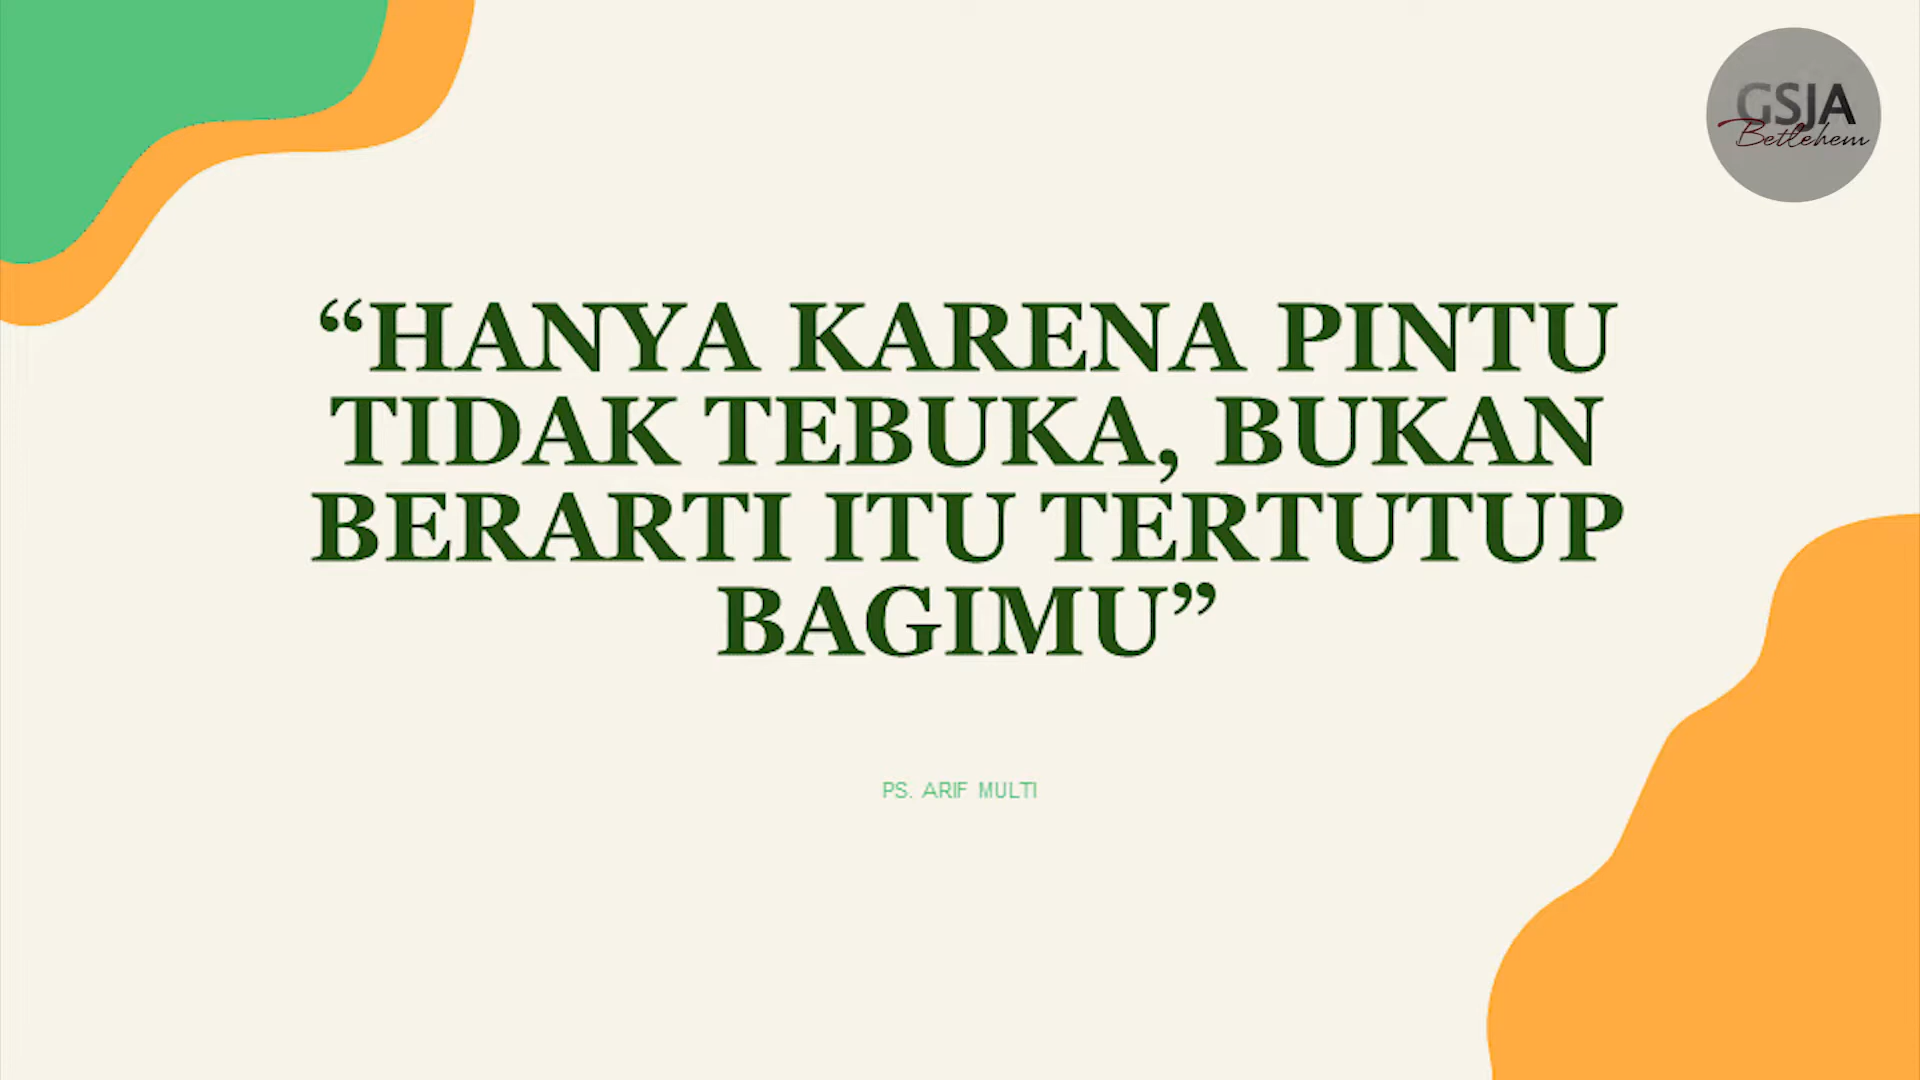 GSJA
Betlehem
“HANYA KARENA PINTU
TIDAK TEBUKA, BUKAN
BERARTI ITU TERTUTUP
BAGIMU”
PS. ARIF MULTI